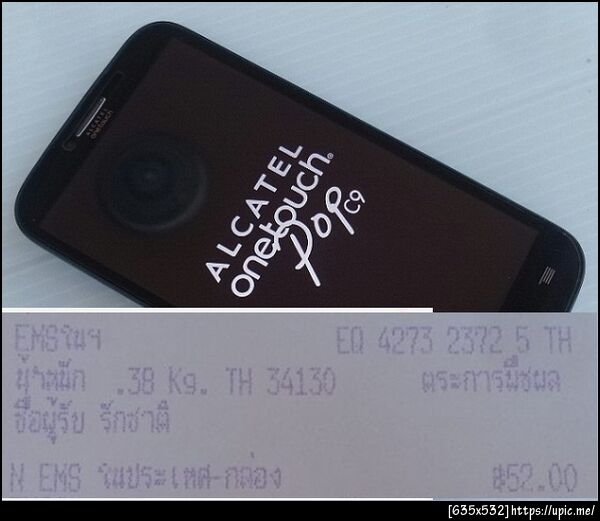 ALCATEL
onetouch
ALCATEL
onetouch®
pop C9
EMSในฯ EQ 4273 2372 5 TH
น้ำหนัก .38 Kg. TH 34130 ตระการพืชผล
ชื่อผู้รับ รักชาติ
N EMS ในประเทศ-กล่อง ฿52.00
[635x532]https://upic.me/